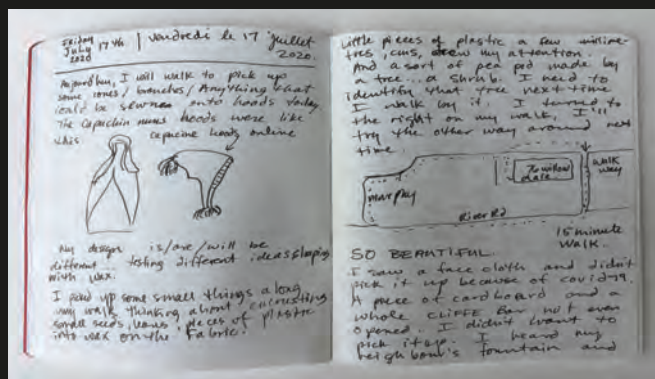 Friday July 17th 2020 | vendredi le 17 juillet 2020.
Aujourd'hui, I will walk to pick up
some cones / branches / Anything that
could be sewn onto hoods today
The Capuchin nuns hoods were like
this
capucine hoods online
My design is/are/will be
different... testing different ideas
with wax.
I picked up some small things along
my walk thinking about encrusting
small seeds, leaves, pieces of plastic
into wax on the fabric.
Little pieces of plastic a few millime-
tres, cms, drew my attention.
And a sort of pea pod made by
a tree... a shrub. I need to
identify that tree next time
I walk by it. I turned to
the right on my walk, I'll
try the other way around next
time.
willow
place
walk
way
River Rd
15 minute
walk.
SO BEAUTIFUL.
I saw a face cloth and didn't
pick it up because of covid-19.
A piece of cardboard and a
whole CLIFFE Bar not even
opened. I didn't want to
pick it up. I heard my
neighbour's fountain and